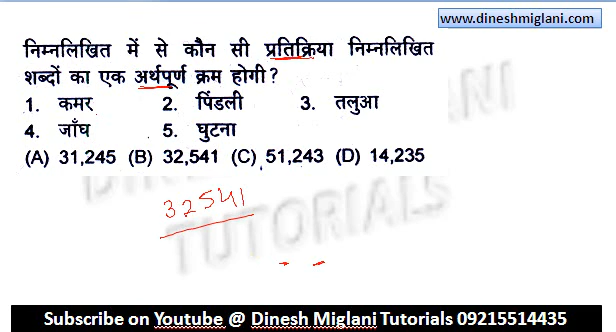 www.dineshmiglani.com
निम्नलिखित में से कौन सी प्रतिक्रिया निम्नलिखित
शब्दों का एक अर्थपूर्ण क्रम होगी?
1. कमर 2. पिंडली 3. तलुआ
4. जाँघ 5. घुटना
(A) 31,245 (B) 32,541 (C) 51,243 (D) 14,235
32541
TUTORIALS
Subscribe on Youtube @ Dinesh Miglani Tutorials 09215514435